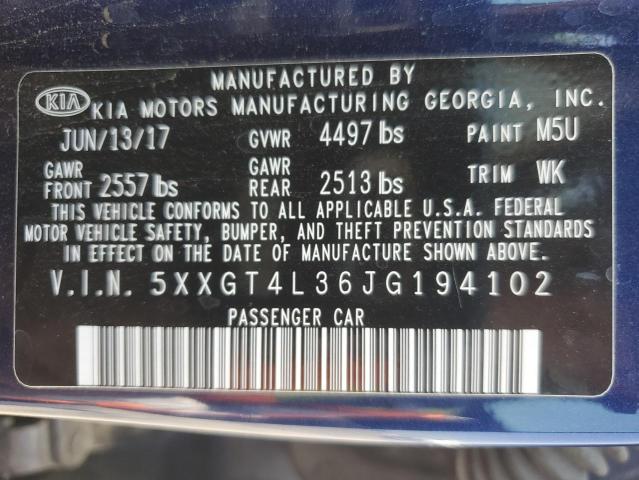 MANUFACTURED BY
KIA KIA MOTORS MANUFACTURING GEORGIA, INC.
JUN/13/17 GVWR 4497 lbs PAINT M5U
GAWR FRONT 2557 lbs GAWR REAR 2513 lbs TRIM WK
THIS VEHICLE CONFORMS TO ALL APPLICABLE U.S.A. FEDERAL
MOTOR VEHICLE SAFETY, BUMPER, AND THEFT PREVENTION STANDARDS
IN EFFECT ON THE DATE OF MANUFACTURE SHOWN ABOVE.
V.I.N. 5XXGT4L36JG194102
PASSENGER CAR